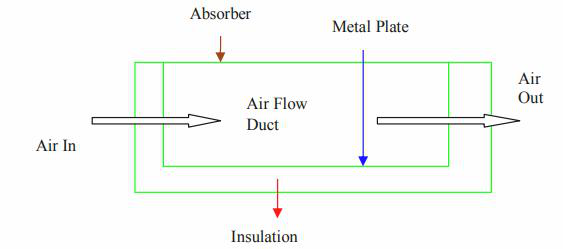 Absorber
Metal Plate
Air
Out
Air Flow
Duct
Air In
Insulation